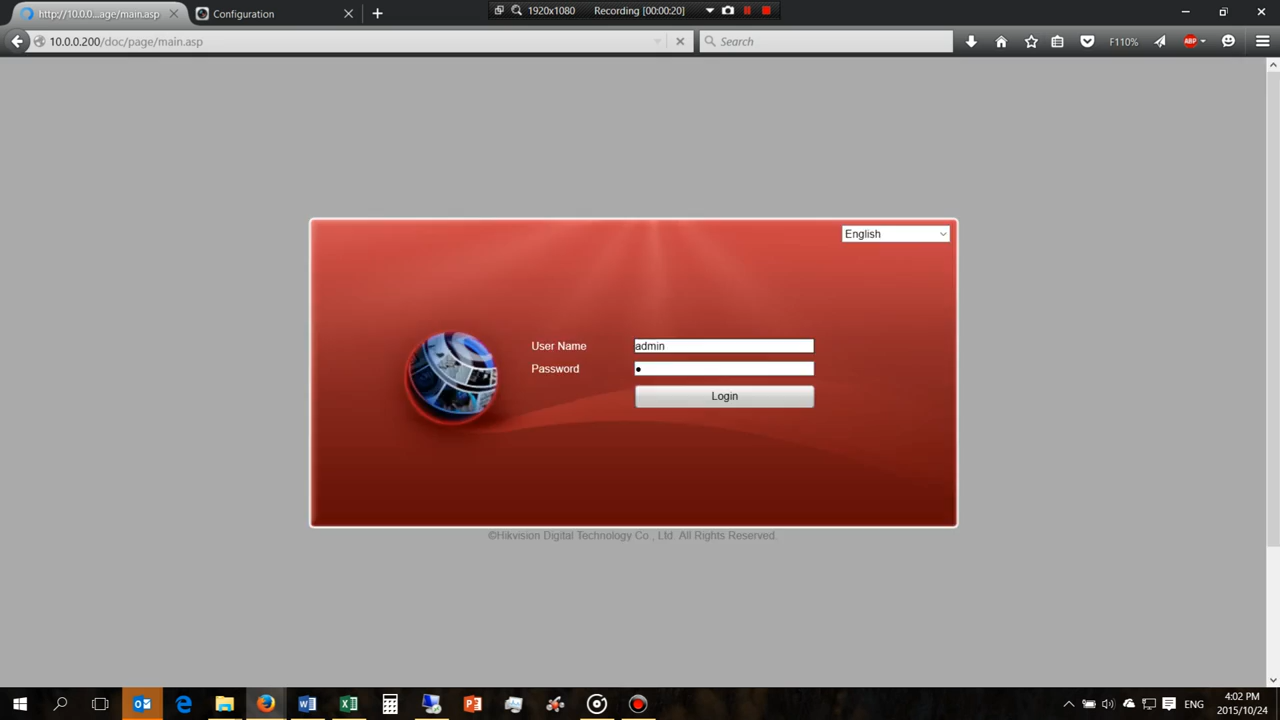 http://10.0.0...age/main.asp
Configuration
1920x1080
Recording [00:00:20]
10.0.0.200/doc/page/main.asp
Search
F110%
ABP
English
User Name
admin
Password
Login
©Hikvision Digital Technology Co., Ltd. All Rights Reserved.
ENG
4:02 PM
2015/10/24